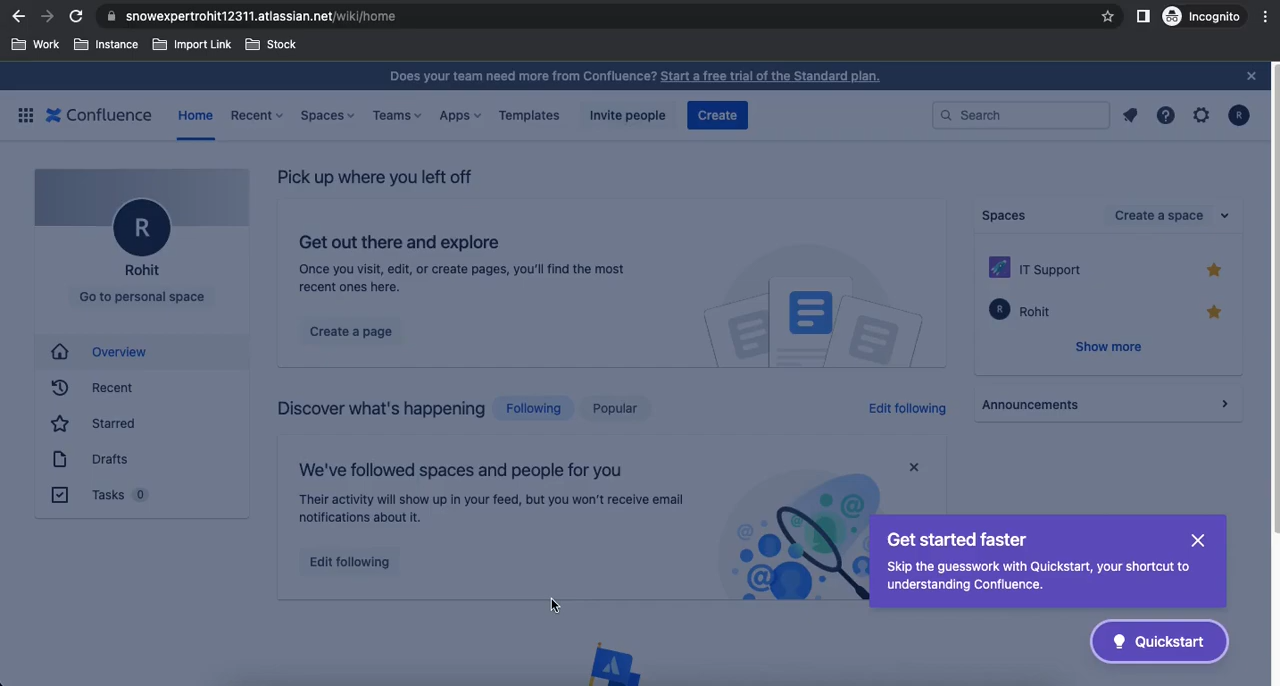 snowexpertrohit12311.atlassian.net/wiki/home
Incognito
Work Instance Import Link Stock
Does your team need more from Confluence? Start a free trial of the Standard plan.
Confluence Home Recent Spaces Teams Apps Templates Invite people Create Search R
Pick up where you left off
R
Rohit
Go to personal space
Overview
Recent
Starred
Drafts
Tasks 0
Get out there and explore
Once you visit, edit, or create pages, you'll find the most
recent ones here.
Create a page
Discover what's happening Following Popular Edit following
We've followed spaces and people for you
Their activity will show up in your feed, but you won't receive email
notifications about it.
Edit following
Spaces Create a space
IT Support
R Rohit
Show more
Announcements
Get started faster
Skip the guesswork with Quickstart, your shortcut to
understanding Confluence.
Quickstart